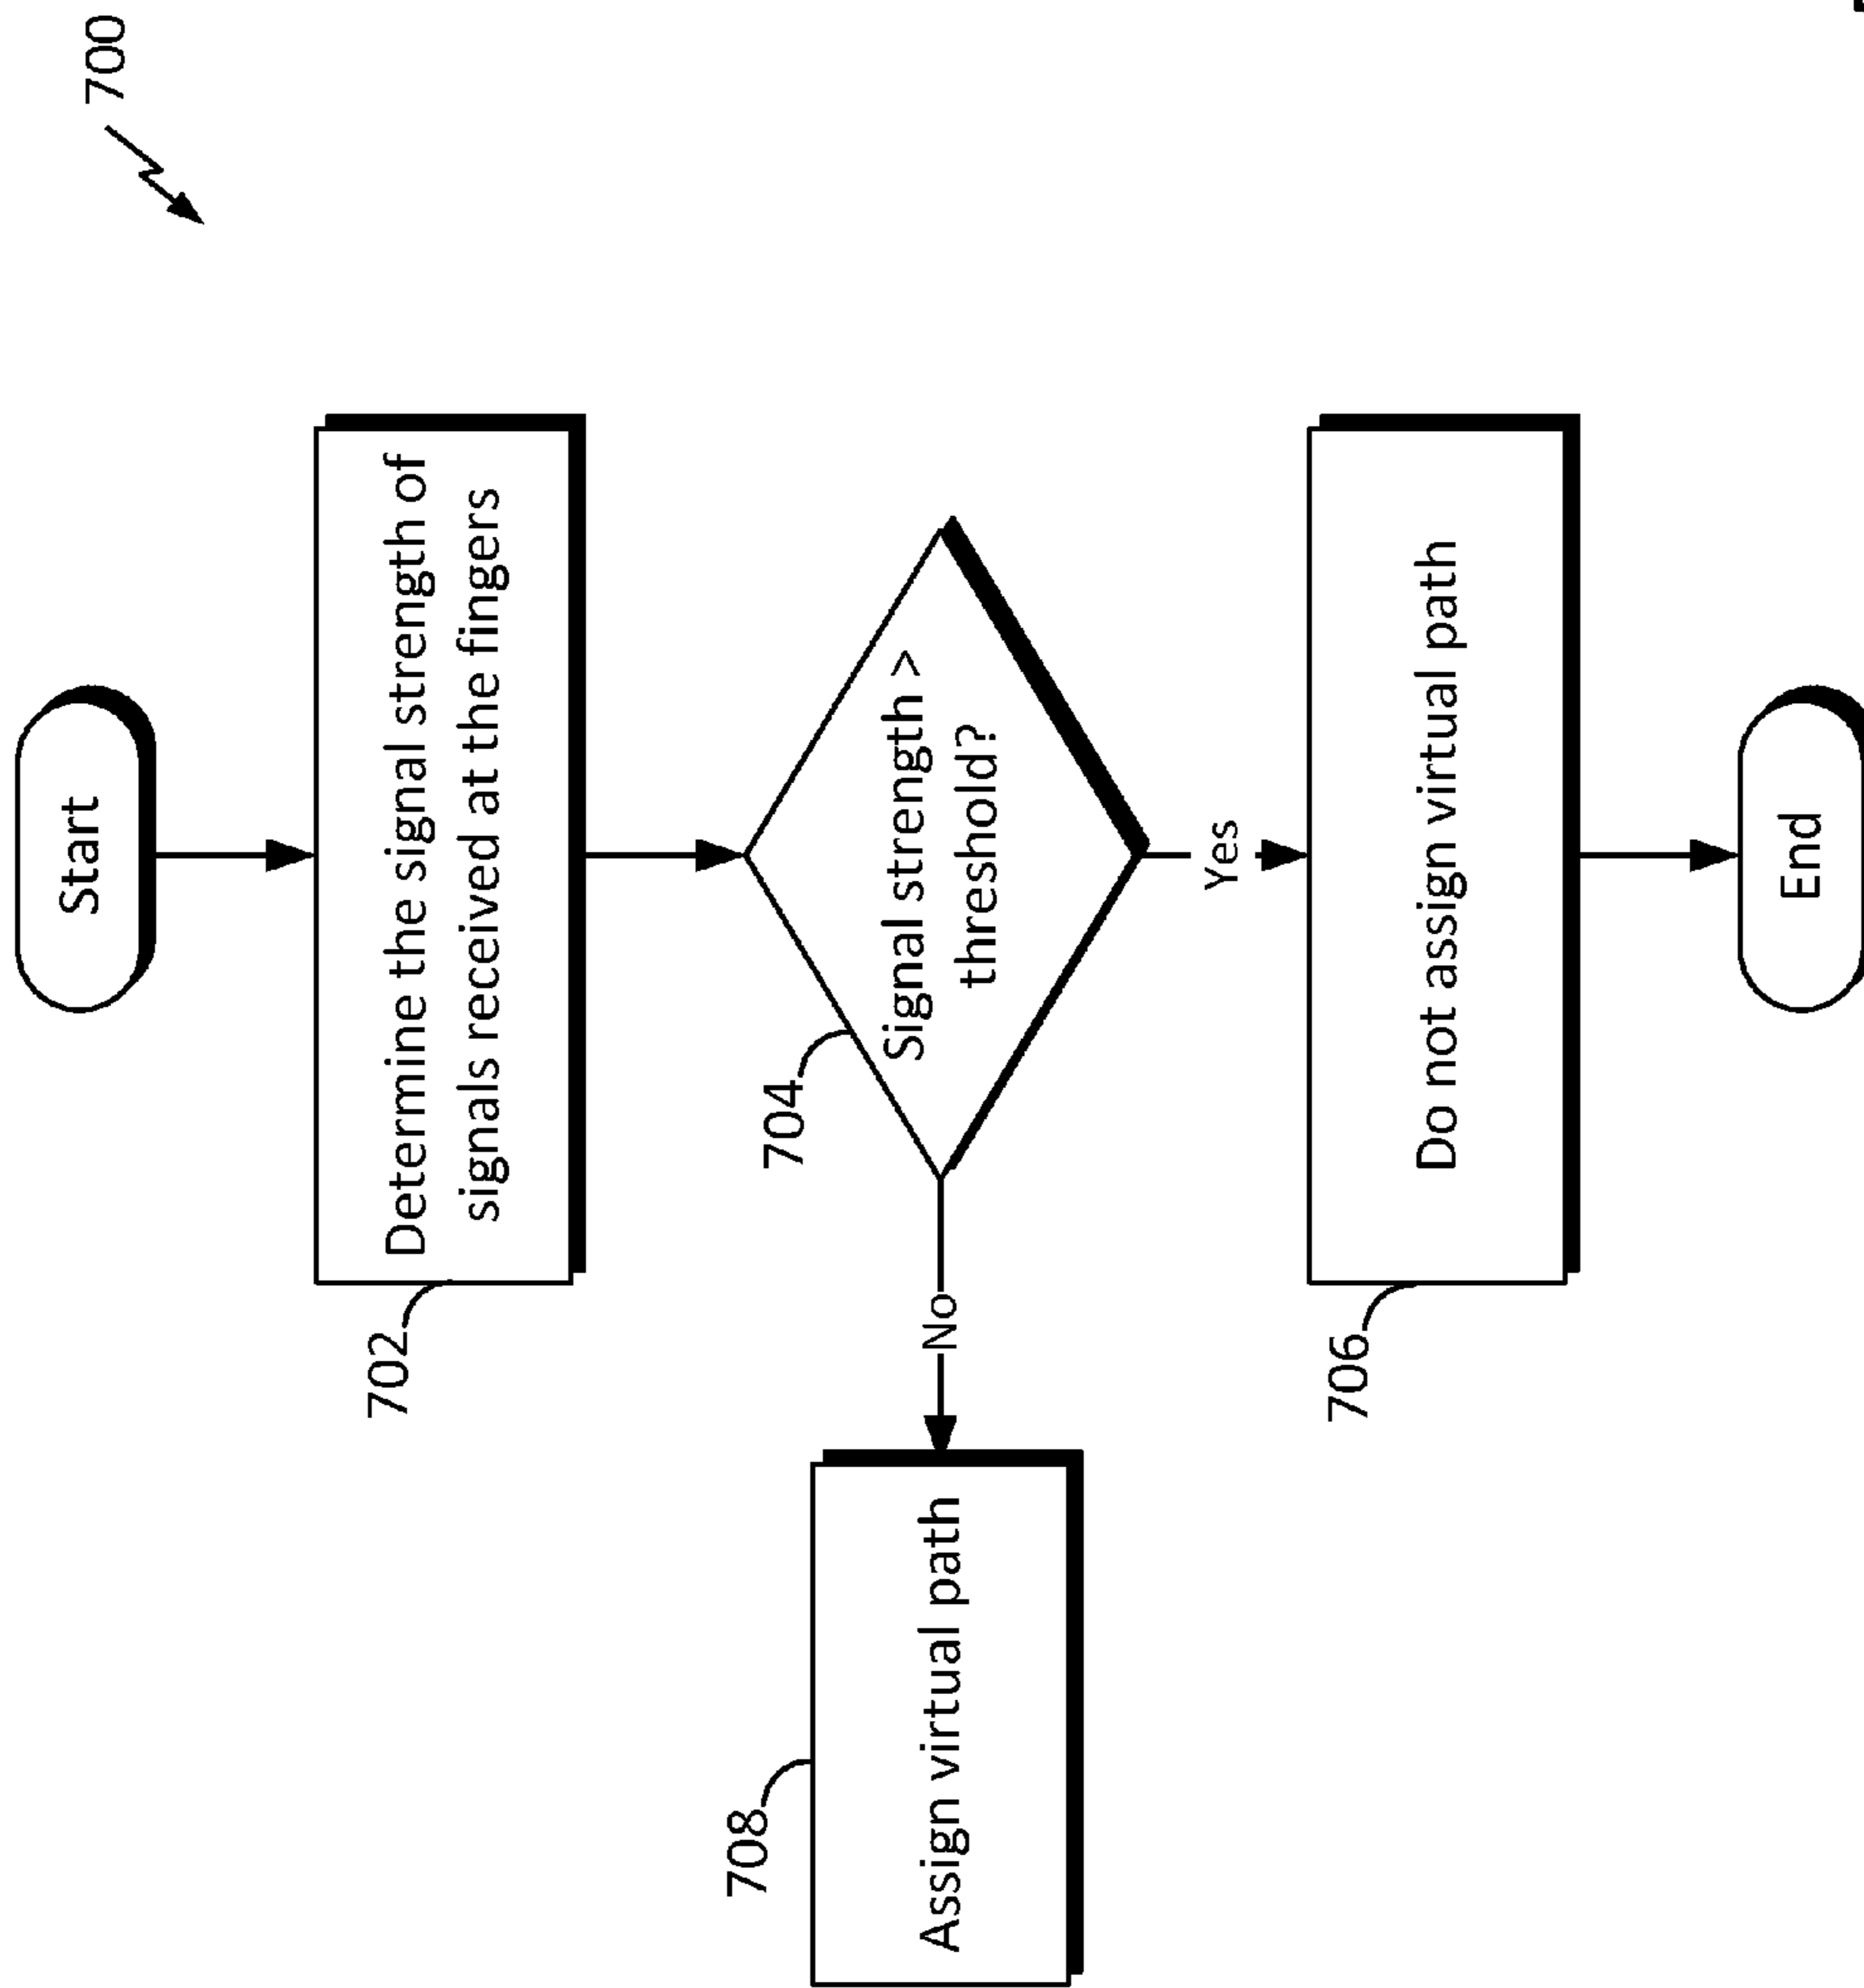 700
Start
702
Determine the signal strength of
signals received at the fingers
704
Signal strength >
threshold?
No
Yes
708
Assign virtual path
706
Do not assign virtual path
End